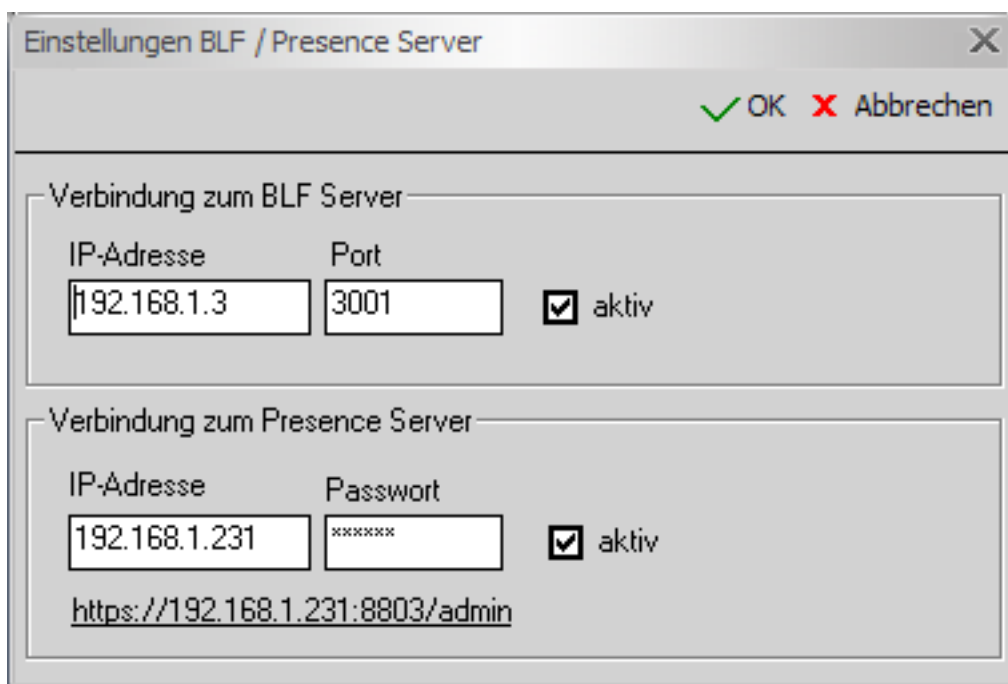 Einstellungen BLF / Presence Server
OK Abbrechen
Verbindung zum BLF Server
IP-Adresse Port
192.168.1.3 3001 aktiv
Verbindung zum Presence Server
IP-Adresse Passwort
192.168.1.231 ****** aktiv
https://192.168.1.231:8803/admin